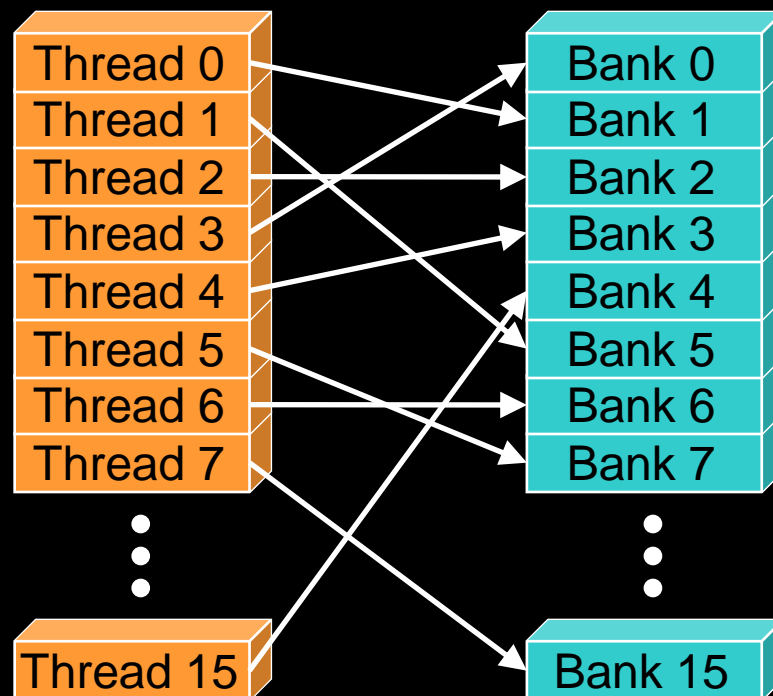 Thread 0
Thread 1
Thread 2
Thread 3
Thread 4
Thread 5
Thread 6
Thread 7
Thread 15
Bank 0
Bank 1
Bank 2
Bank 3
Bank 4
Bank 5
Bank 6
Bank 7
Bank 15